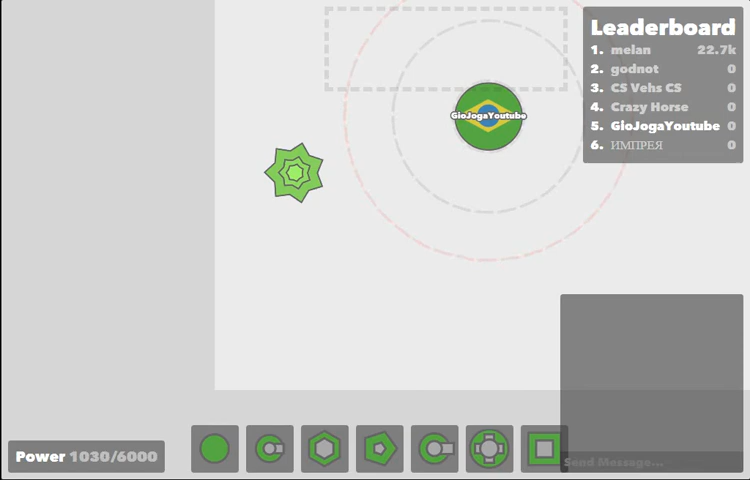 Leaderboard
1. melan 22.7k
2. godnot 0
3. CS Vehs CS 0
4. Crazy Horse 0
5. GioJogaYoutube 0
6. ИМПРЕЯ 0
GioJogaYoutube
Power 1030/6000
Send Message...